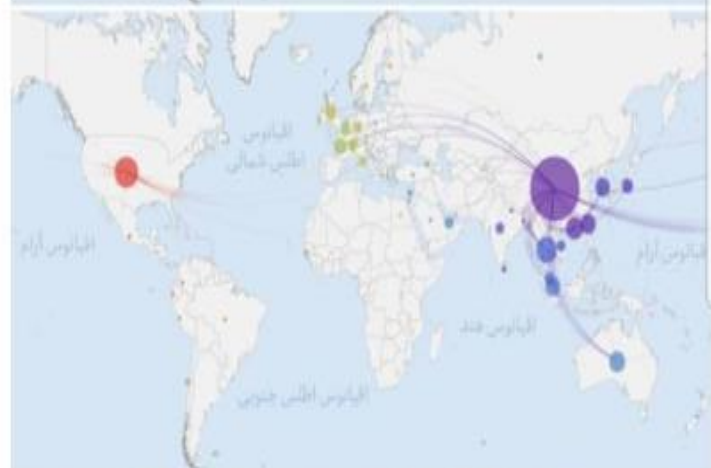 اقیانوس
اطلس شمالی
اقیانوس آرام
اقیانوس آرام
اقیانوس هند
اقیانوس اطلس جنوبی